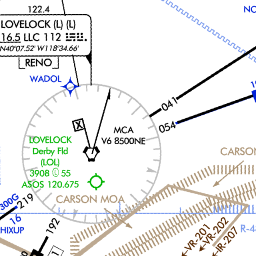 122.4
LOVELOCK (L) (L)
16.5 LLC 112
N40°07.52 W118°34.66'
RENO
WADOL
041
054
X
MCA
V6 8500NE
LOVELOCK
Derby Fld
(LOL)
3908 55
ASOS 120.675
CARSON
CARSON MOA
300G
219
16
HIXUP
192
VR-201
VR-202
IR-207
R-4
NO